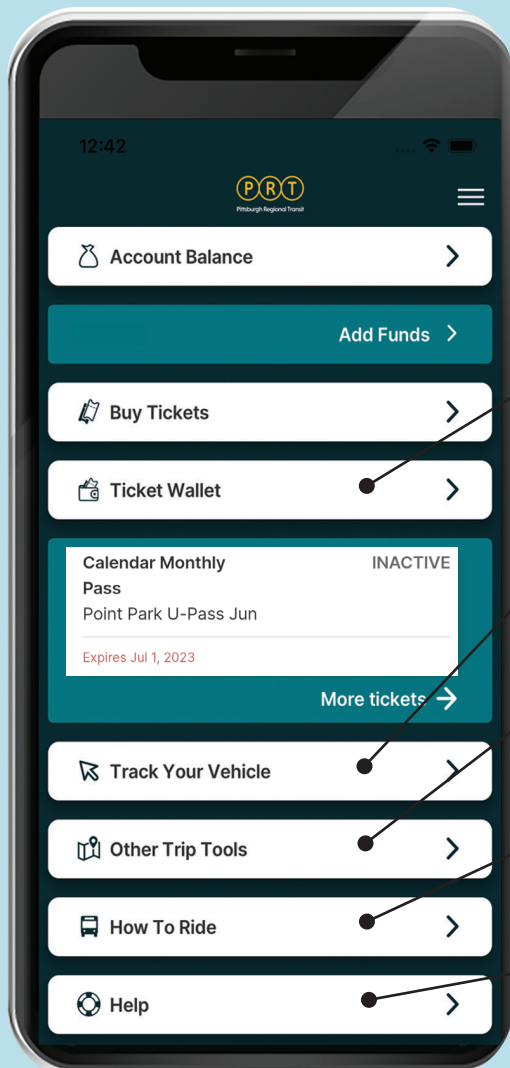 12:42
PRT
Pittsburgh Regional Transit
Account Balance
Add Funds
Buy Tickets
Ticket Wallet
Calendar Monthly INACTIVE
Pass
Point Park U-Pass Jun
Expires Jul 1, 2023
More tickets
Track Your Vehicle
Other Trip Tools
How To Ride
Help